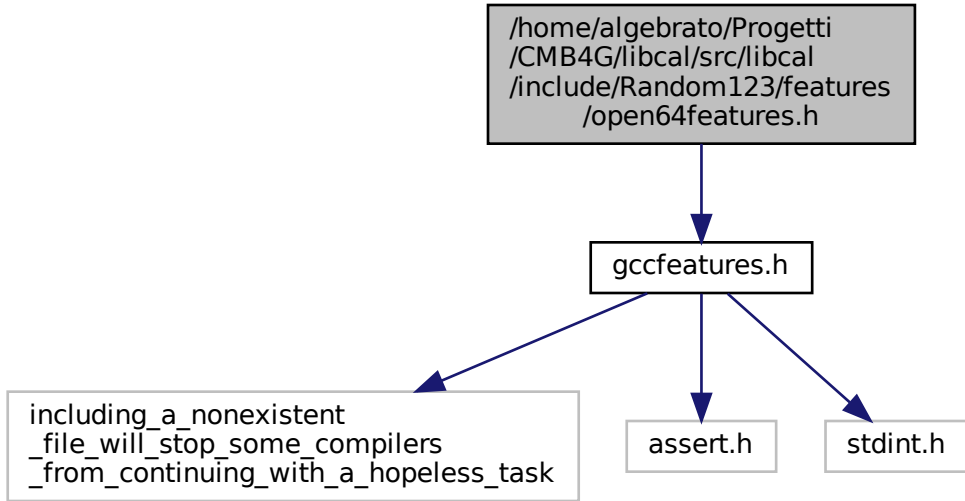 /home/algebrato/Progetti
/CMB4G/libcal/src/libcal
/include/Random123/features
/open64features.h
gccfeatures.h
including_a_nonexistent
_file_will_stop_some_compilers
_from_continuing_with_a_hopeless_task
assert.h
stdint.h